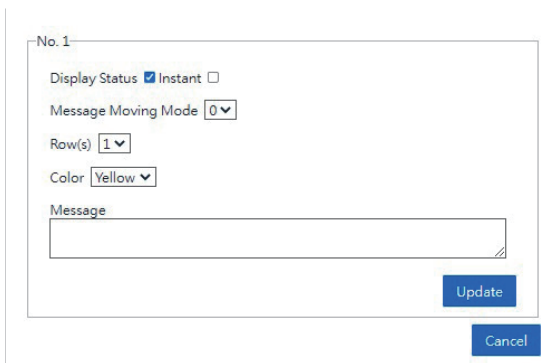 No. 1
Display Status Instant
Message Moving Mode 0
Row(s) 1
Color Yellow
Message
Update
Cancel